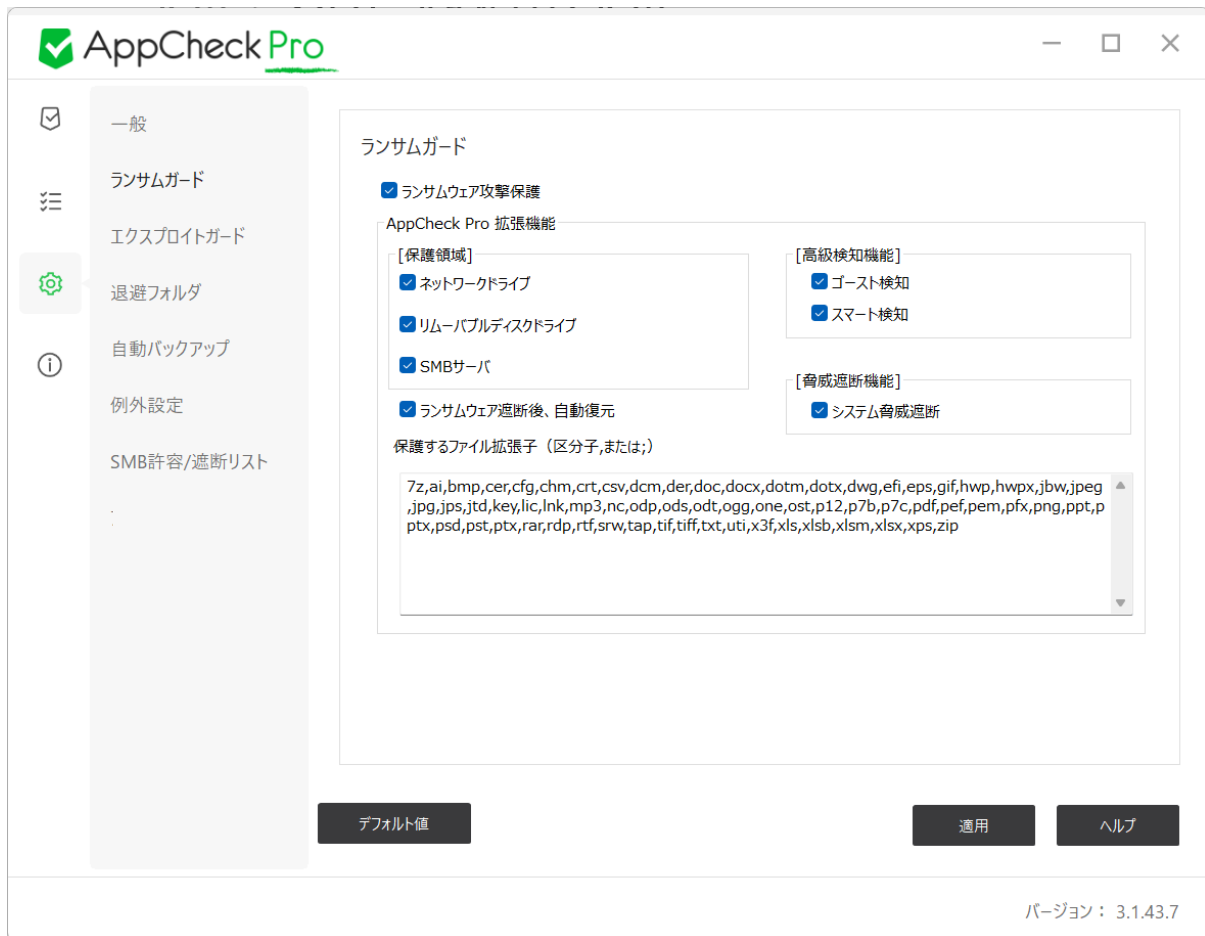 AppCheck Pro
一般
ランサムガード
エクスプロイトガード
退避フォルダ
自動バックアップ
例外設定
SMB許容/遮断リスト
ランサムガード
ランサムウェア攻撃保護
AppCheck Pro 拡張機能
[保護領域]
ネットワークドライブ
リムーバブルディスクドライブ
SMBサーバ
[高級検知機能]
ゴースト検知
スマート検知
[脅威遮断機能]
システム脅威遮断
ランサムウェア遮断後、自動復元
保護するファイル拡張子（区分子,または;）
7z,ai,bmp,cer,cfg,chm,crt,csv,dcm,der,doc,docx,dotm,dotx,dwg,efi,eps,gif,hwp,hwpx,jbw,jpeg
,jpg,jps,jtd,key,lic,lnk,mp3,nc,odp,ods,odt,ogg,one,ost,p12,p7b,p7c,pdf,pef,pem,pfx,png,ppt,p
ptx,psd,pst,ptx,rar,rdp,rtf,srw,tap,tif,tiff,txt,uti,x3f,xls,xlsb,xlsm,xlsx,xps,zip
デフォルト値
適用
ヘルプ
バージョン： 3.1.43.7